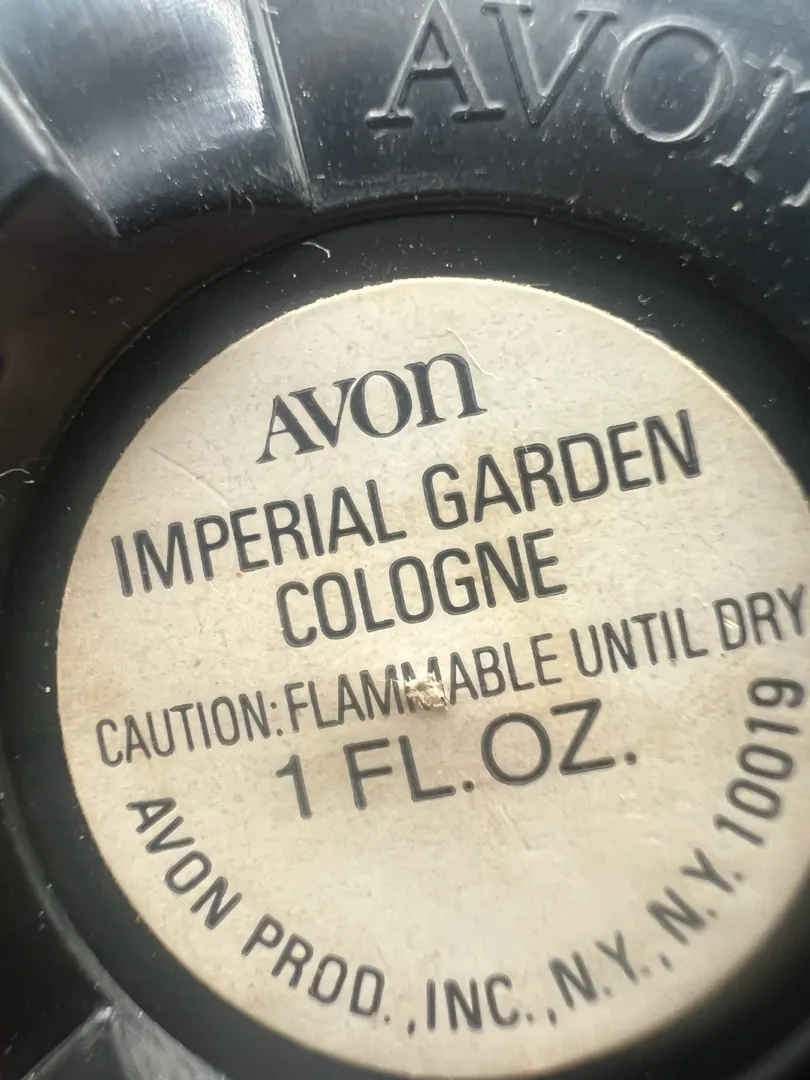 AVON
AVON
IMPERIAL GARDEN
COLOGNE
CAUTION: FLAMMABLE UNTIL DRY
1 FL.OZ.
AVON PROD., INC., N.Y., N.Y. 10019